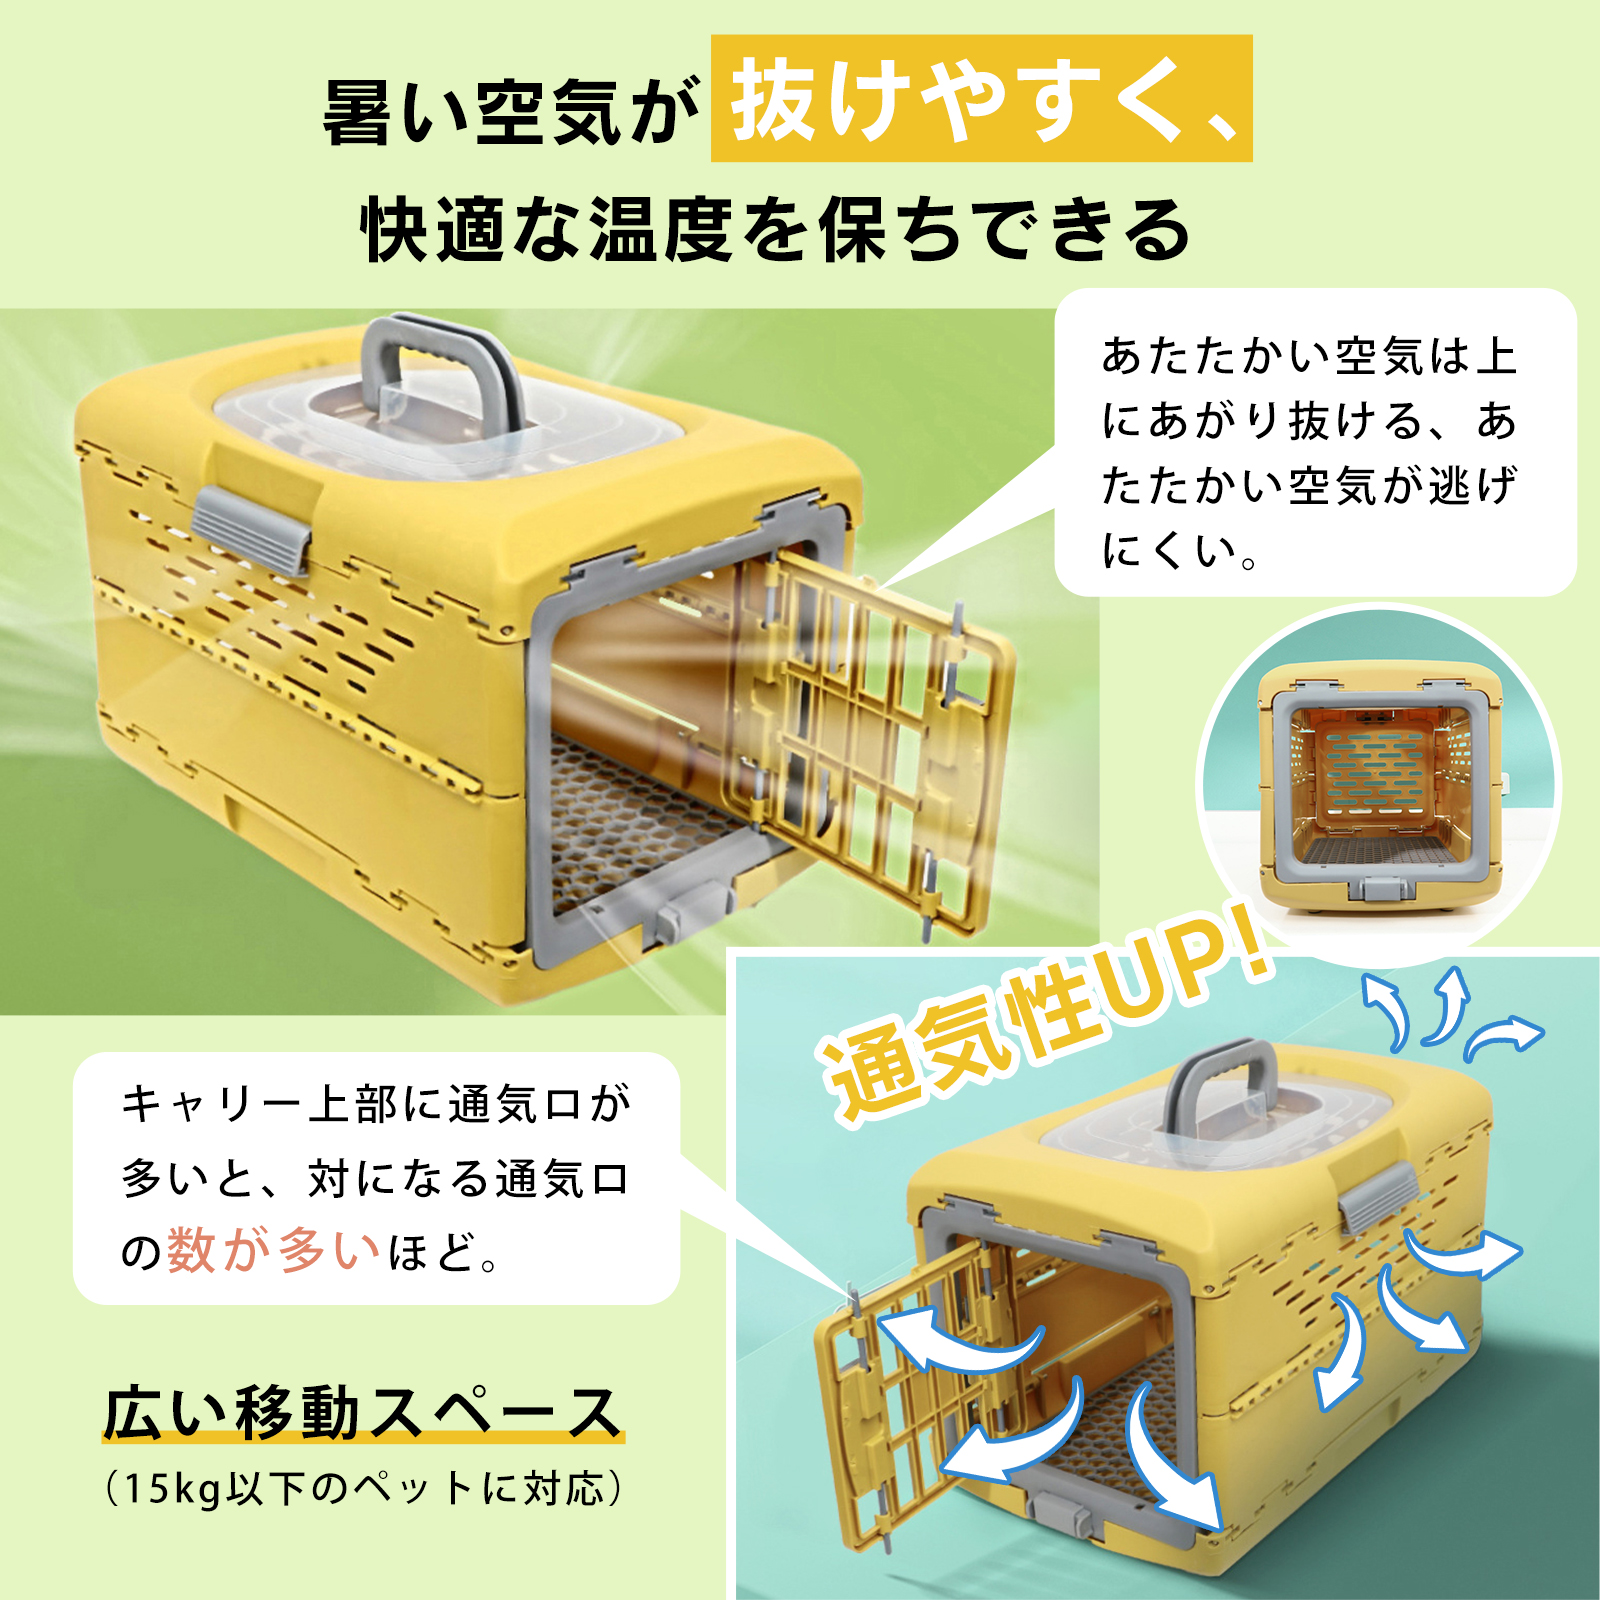 暑い空気が抜けやすく、
快適な温度を保ちできる
あたたかい空気は上
にあがり抜ける、あ
たたかい空気が逃げ
にくい。
通気性UP!
キャリー上部に通気口が
多いと、対になる通気口
の数が多いほど。
広い移動スペース
（15kg以下のペットに対応）